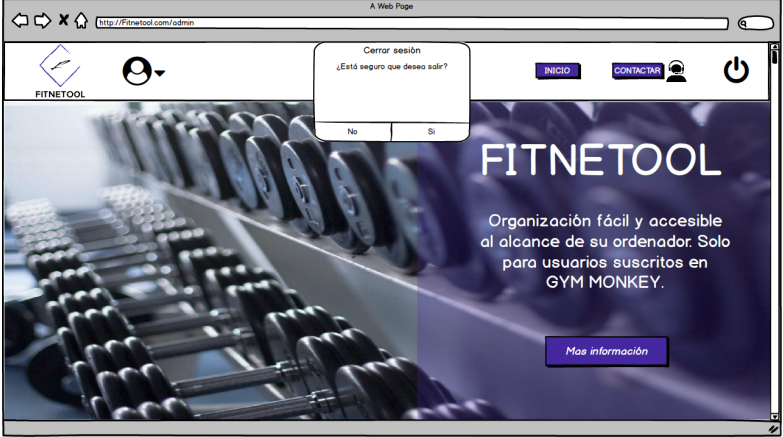 A Web Page
http://Fitnetool.com/admin
FITNETOOL
Cerrar sesión
¿Está seguro que desea salir?
No
Si
INICIO
CONTACTAR
FITNETOOL
Organización fácil y accesible
al alcance de su ordenador. Solo
para usuarios suscritos en
GYM MONKEY.
Mas información